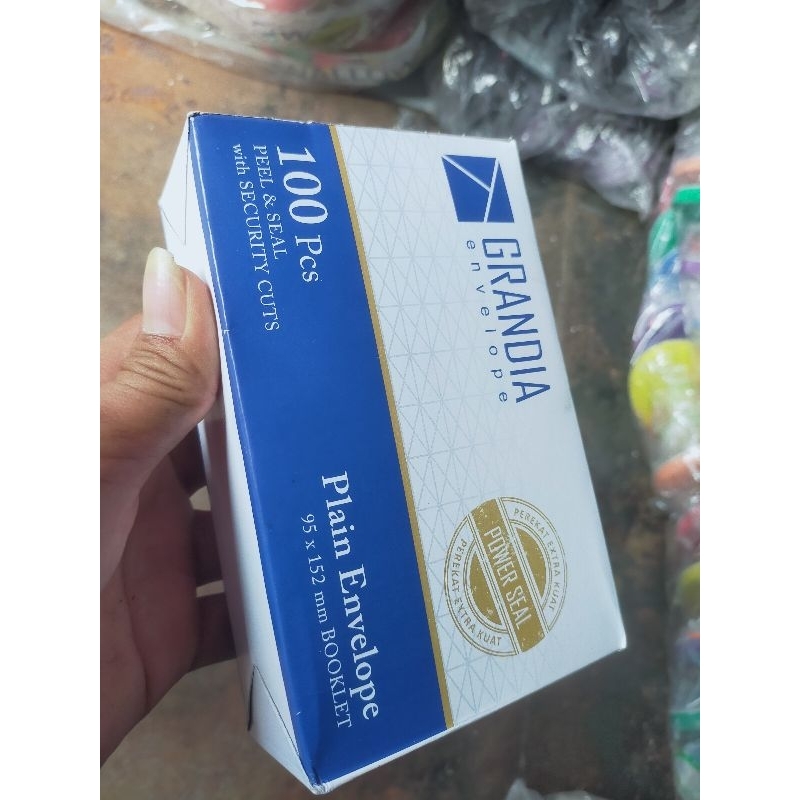 GRANDIA
envelope
100 Pcs
PEEL & SEAL
with SECURITY CUTS
Plain Envelope
95 x 152 mm BOOKLET
PEREKAT EXTRA KUAT
POWER SEAL
PEREKAT EXTRA KUAT